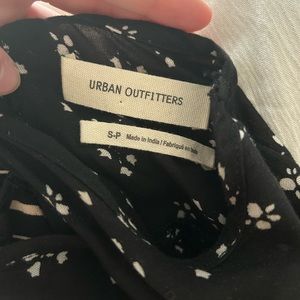 URBAN OUTFITTERS
S-P Made in India / Fabriqué en Inde